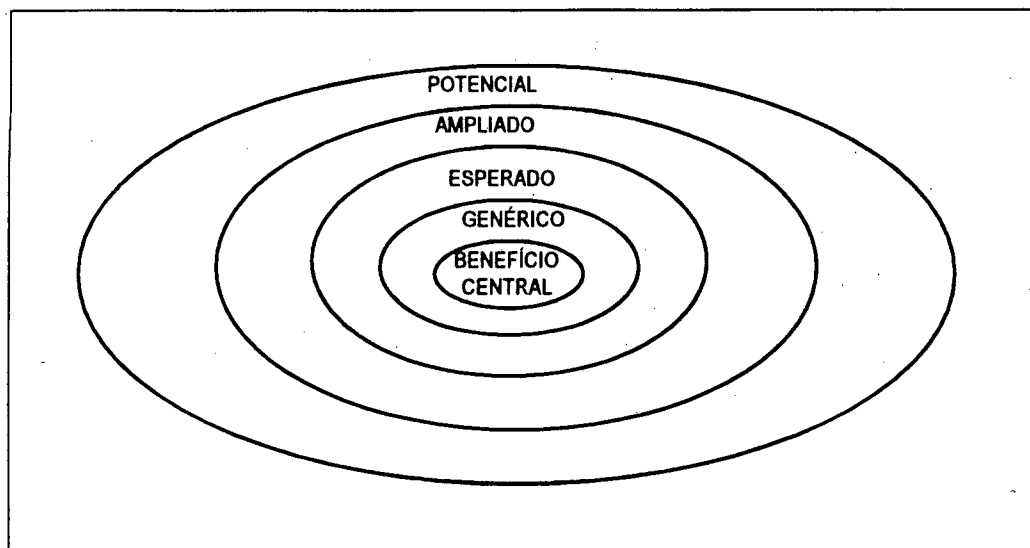 POTENCIAL
AMPLIADO
ESPERADO
GENÉRICO
BENEFÍCIO
CENTRAL